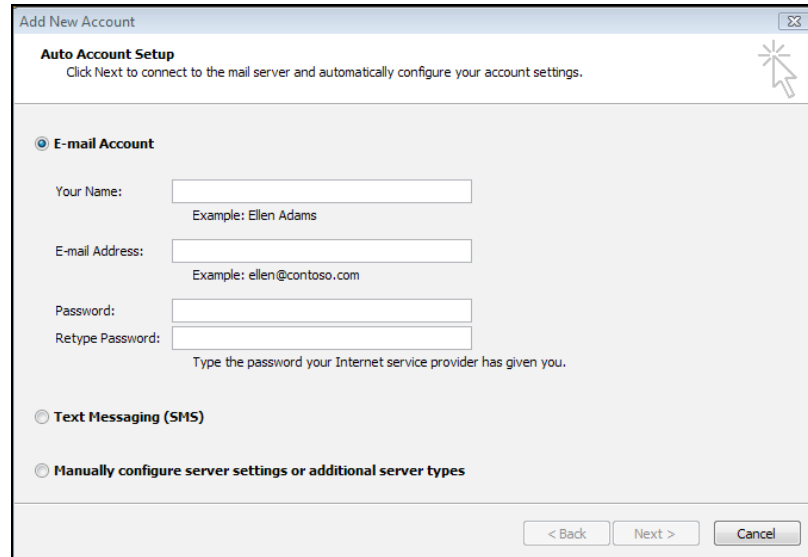 Add New Account
Auto Account Setup
Click Next to connect to the mail server and automatically configure your account settings.
E-mail Account
Your Name:
Example: Ellen Adams
E-mail Address:
Example: ellen@contoso.com
Password:
Retype Password:
Type the password your Internet service provider has given you.
Text Messaging (SMS)
Manually configure server settings or additional server types
< Back Next > Cancel